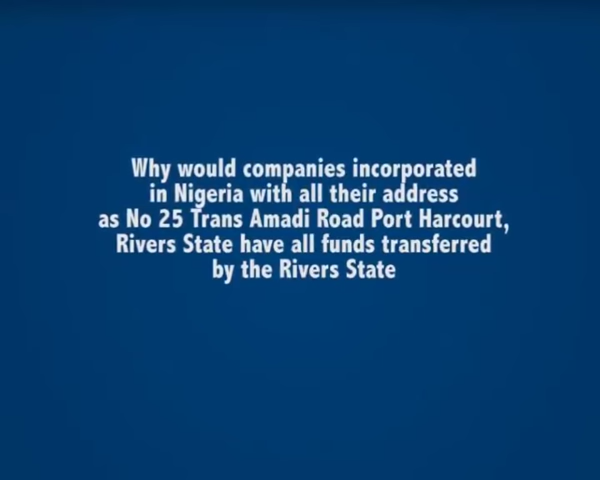 Why would companies incorporated
in Nigeria with all their address
as No 25 Trans Amadi Road Port Harcourt,
Rivers State have all funds transferred
by the Rivers State